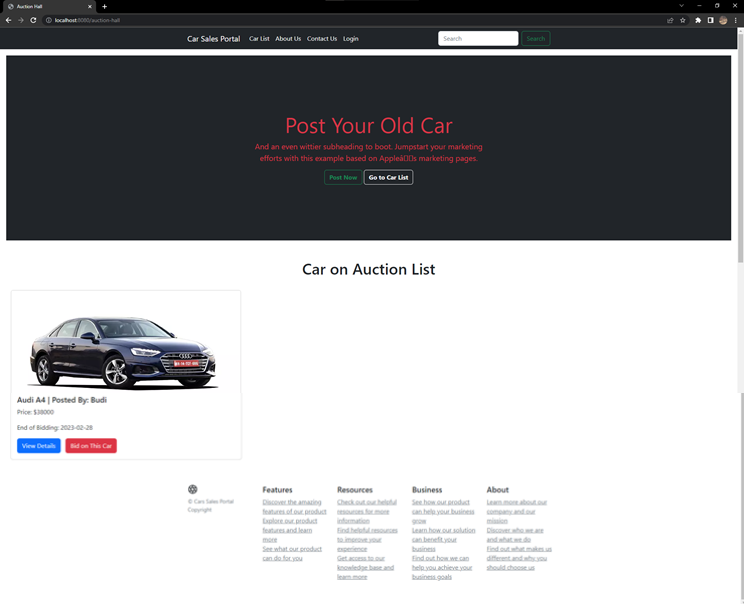 Auction Hall
localhost:8080/auction-hall
Car Sales Portal Car List About Us Contact Us Login Search Search
Post Your Old Car
And an even wittier subheading to boot. Jumpstart your marketing
efforts with this example based on Appleâ��s marketing pages.
Post Now Go to Car List
Car on Auction List
Audi A4 | Posted By: Budi
Price: $38000
End of Bidding: 2023-02-28
View Details Bid on This Car
© Cars Sales Portal
Copyright
Features
Discover the amazing
features of our product
Explore our product
features and learn
more
See what our product
can do for you
Resources
Check out our helpful
resources for more
information
Find helpful resources
to improve your
experience
Get access to our
knowledge base and
learn more
Business
See how our product
can help your business
grow
Learn how our solution
can benefit your
business
Find out how we can
help you achieve your
business goals
About
Learn more about our
company and our
mission
Discover who we are
and what we do
Find out what makes us
different and why you
should choose us